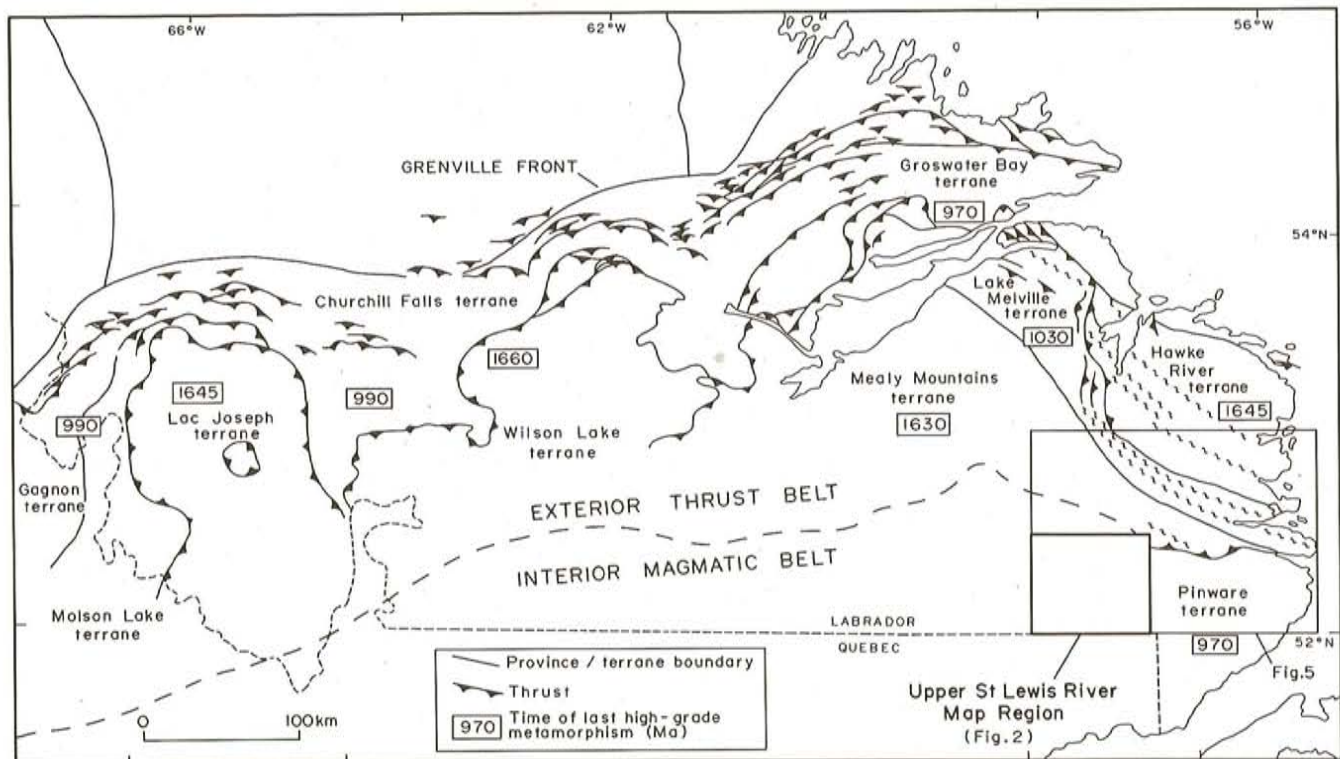 66°W
62°W
56°W
GRENVILLE FRONT
Groswater Bay
terrane
970
54°N
Churchill Falls terrane
Lake
Melville
terrane
1030
Hawke
River
terrane
1645
1660
Mealy Mountains
terrane
1630
1645
Lac Joseph
terrane
990
990
Wilson Lake
terrane
Gagnon
terrane
EXTERIOR THRUST BELT
INTERIOR MAGMATIC BELT
Molson Lake
terrane
Pinware
terrane
LABRADOR
QUEBEC
970
52°N
Fig.5
Upper St Lewis River
Map Region
(Fig.2)
Province / terrane boundary
Thrust
970 Time of last high-grade
metamorphism (Ma)
0 100km